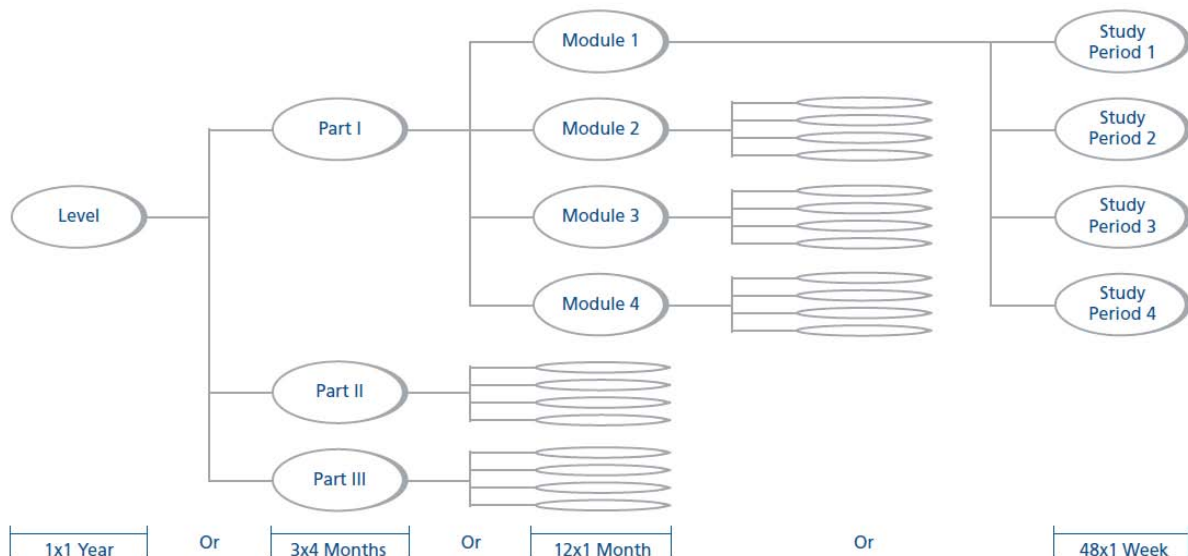 Level
Part I
Part II
Part III
Module 1
Module 2
Module 3
Module 4
Study
Period 1
Study
Period 2
Study
Period 3
Study
Period 4
1x1 Year
Or
3x4 Months
Or
12x1 Month
Or
48x1 Week